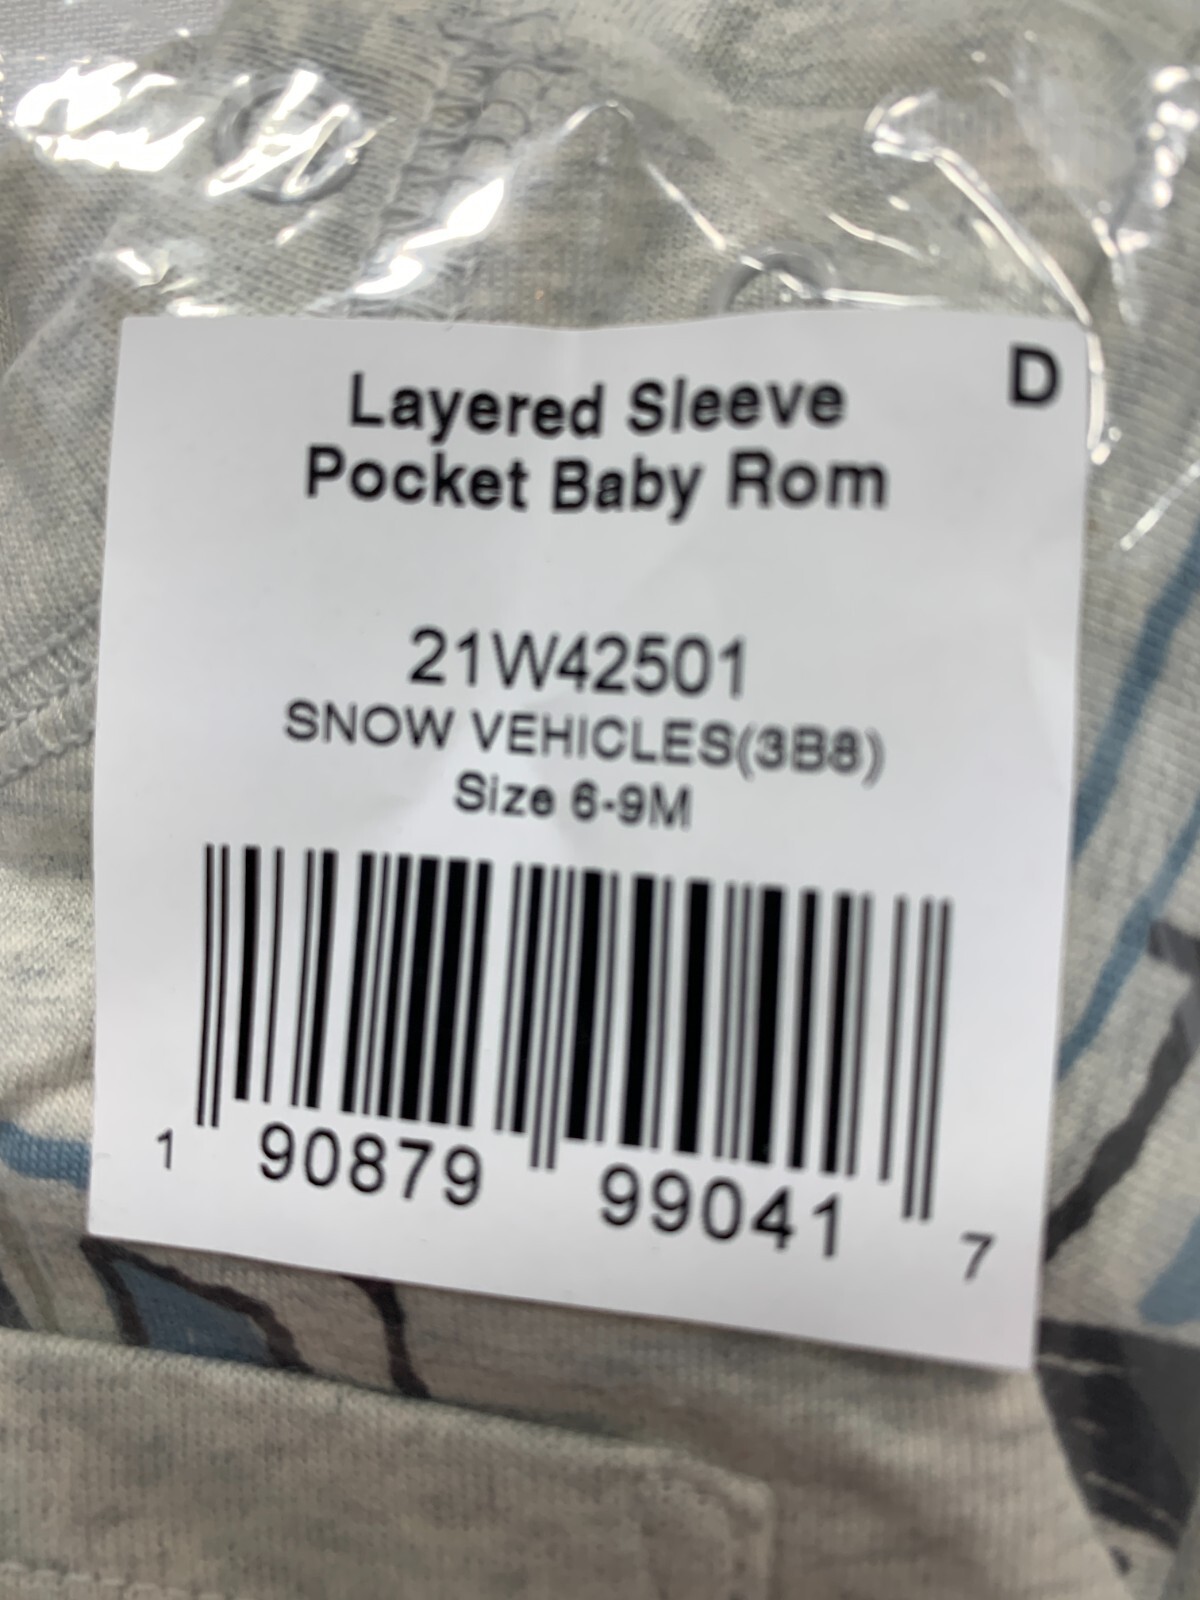 D
Layered Sleeve
Pocket Baby Rom
21W42501
SNOW VEHICLES(3B8)
Size 6-9M
1 90879 99041 7